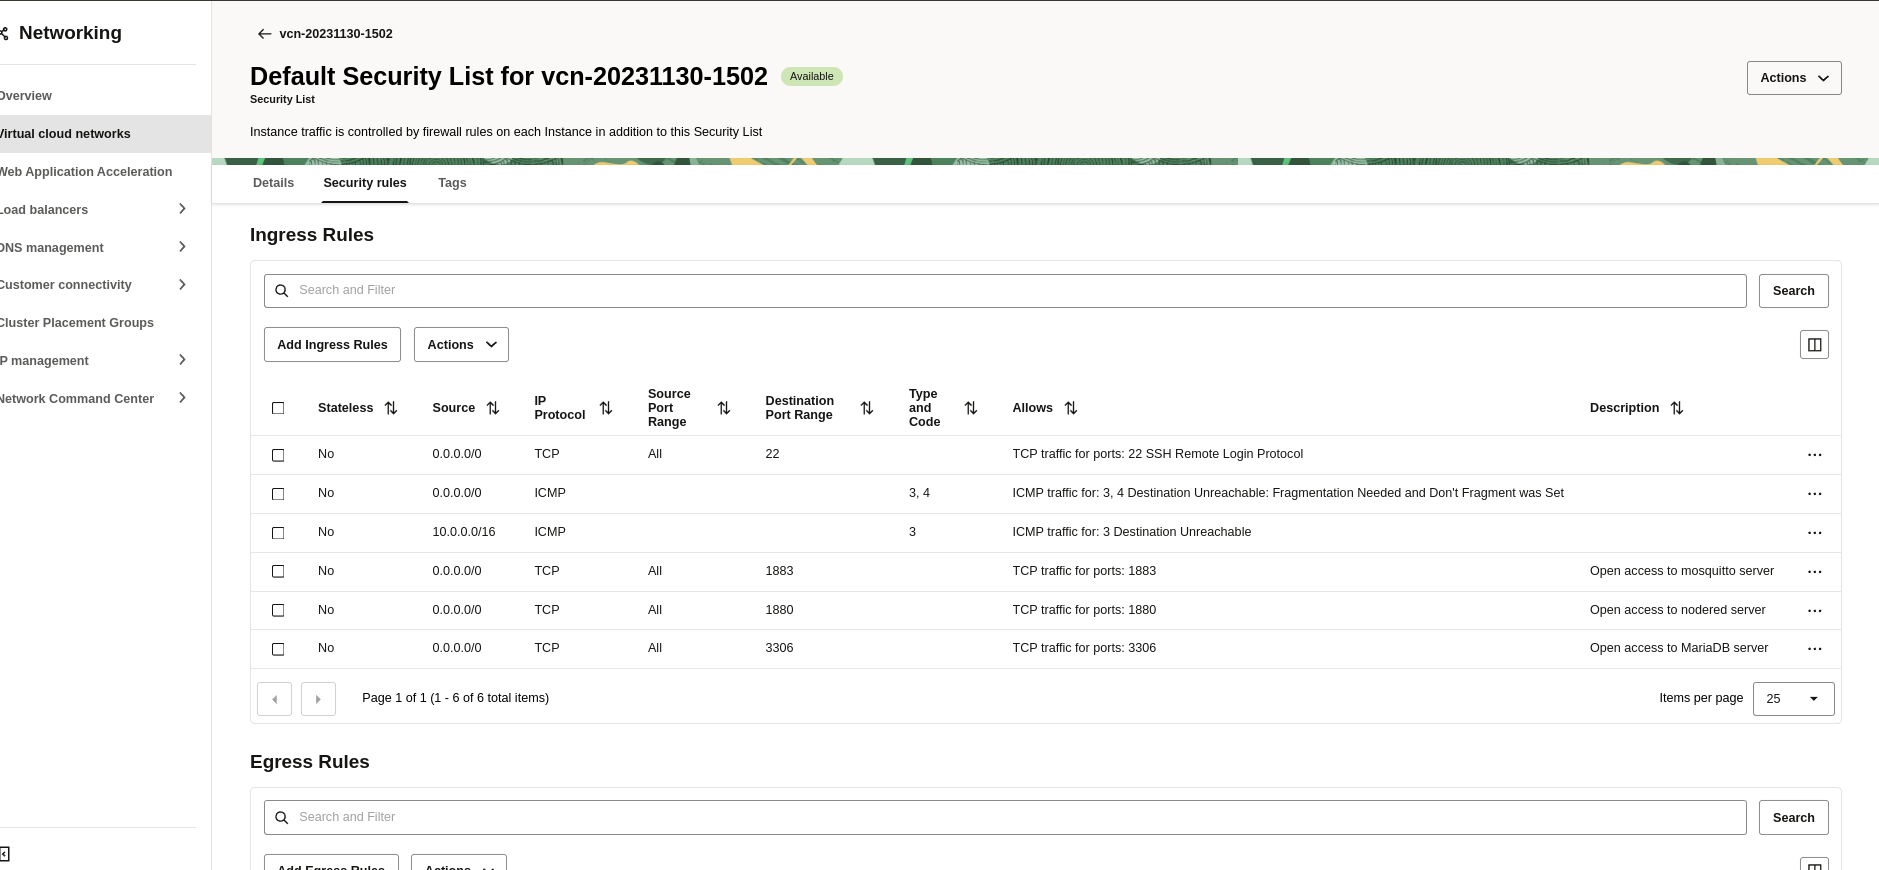 Networking
Overview
Virtual cloud networks
Web Application Acceleration
Load balancers
DNS management
Customer connectivity
Cluster Placement Groups
IP management
Network Command Center
vcn-20231130-1502
Default Security List for vcn-20231130-1502 Available
Security List
Actions
Instance traffic is controlled by firewall rules on each Instance in addition to this Security List
Details Security rules Tags
Ingress Rules
Search and Filter Search
Add Ingress Rules Actions
Stateless Source IP Protocol Source Port Range Destination Port Range Type and Code Allows Description
No 0.0.0.0/0 TCP All 22 TCP traffic for ports: 22 SSH Remote Login Protocol
No 0.0.0.0/0 ICMP 3, 4 ICMP traffic for: 3, 4 Destination Unreachable: Fragmentation Needed and Don't Fragment was Set
No 10.0.0.0/16 ICMP 3 ICMP traffic for: 3 Destination Unreachable
No 0.0.0.0/0 TCP All 1883 TCP traffic for ports: 1883 Open access to mosquitto server
No 0.0.0.0/0 TCP All 1880 TCP traffic for ports: 1880 Open access to nodered server
No 0.0.0.0/0 TCP All 3306 TCP traffic for ports: 3306 Open access to MariaDB server
Page 1 of 1 (1 - 6 of 6 total items) Items per page 25
Egress Rules
Search and Filter Search
Add Egress Rules Actions